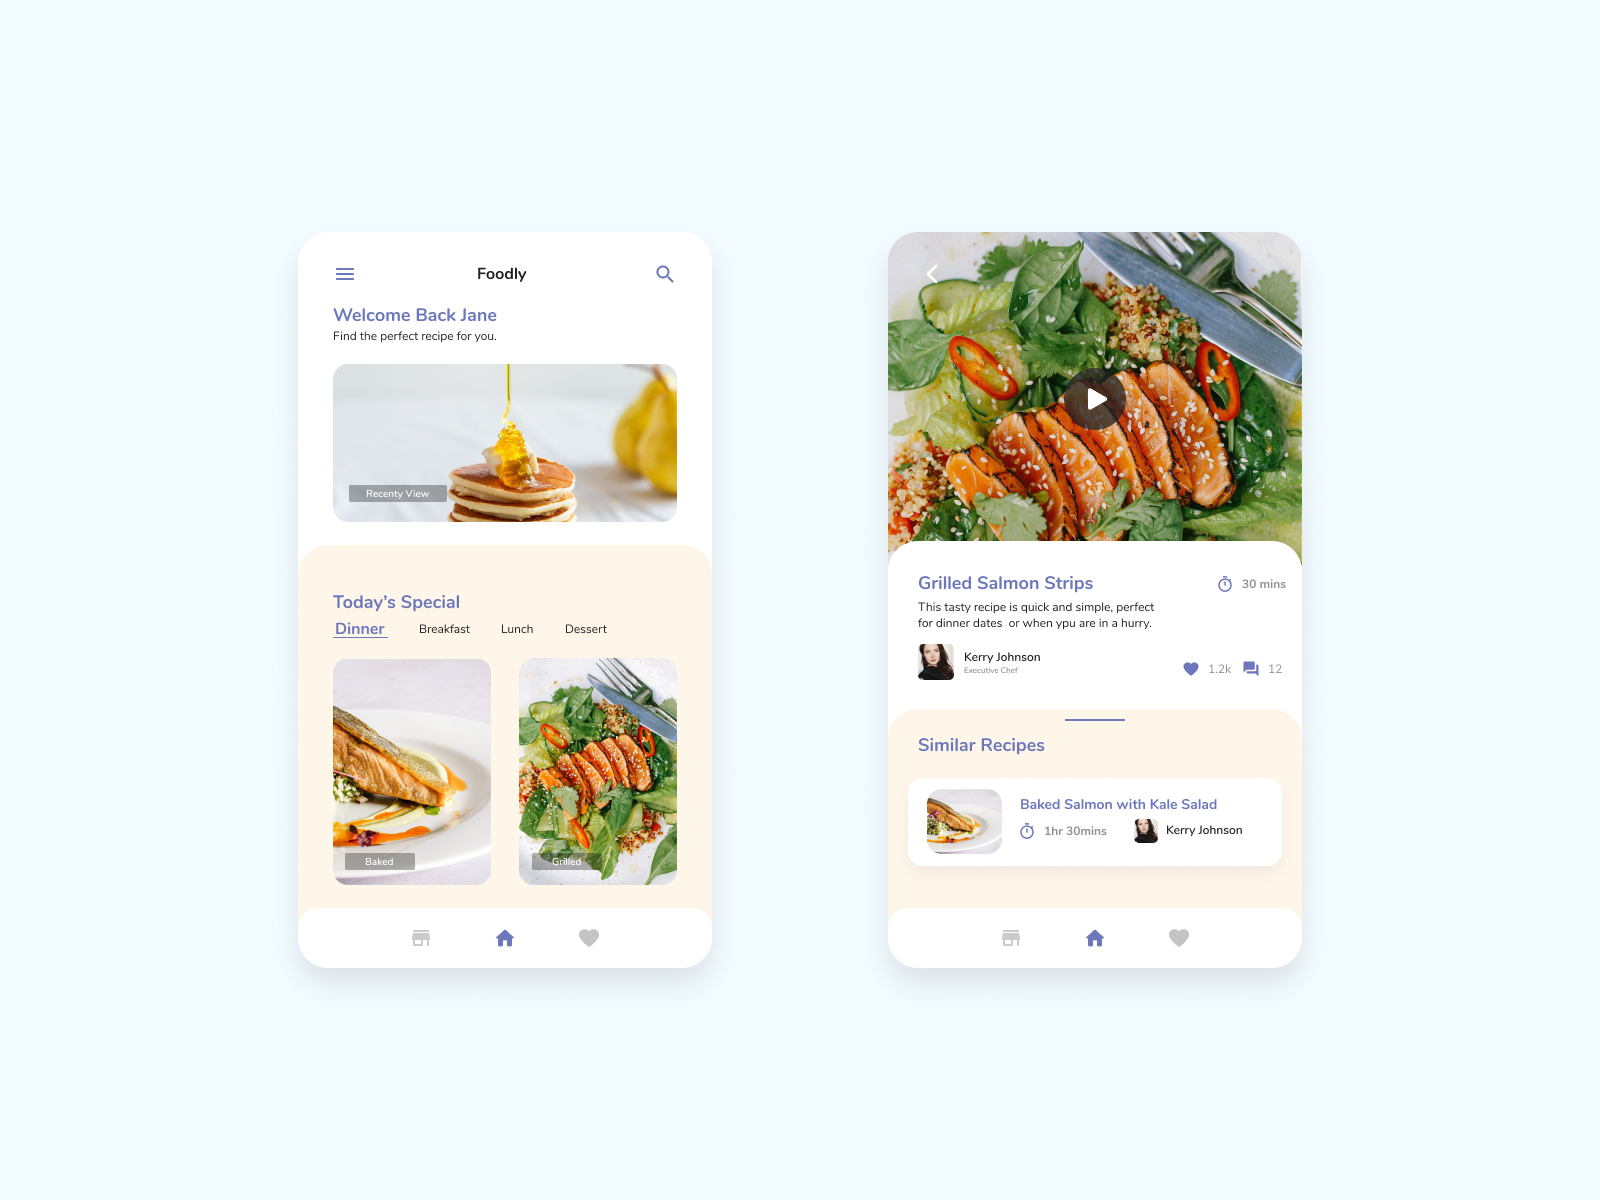 Foodly
Welcome Back Jane
Find the perfect recipe for you.
Recenty View
Today’s Special
Dinner Breakfast Lunch Dessert
Baked Grilled
Grilled Salmon Strips 30 mins
This tasty recipe is quick and simple, perfect
for dinner dates  or when ypu are in a hurry.
Kerry Johnson
Executive Chef
1.2k 12
Similar Recipes
Baked Salmon with Kale Salad
1hr 30mins Kerry Johnson